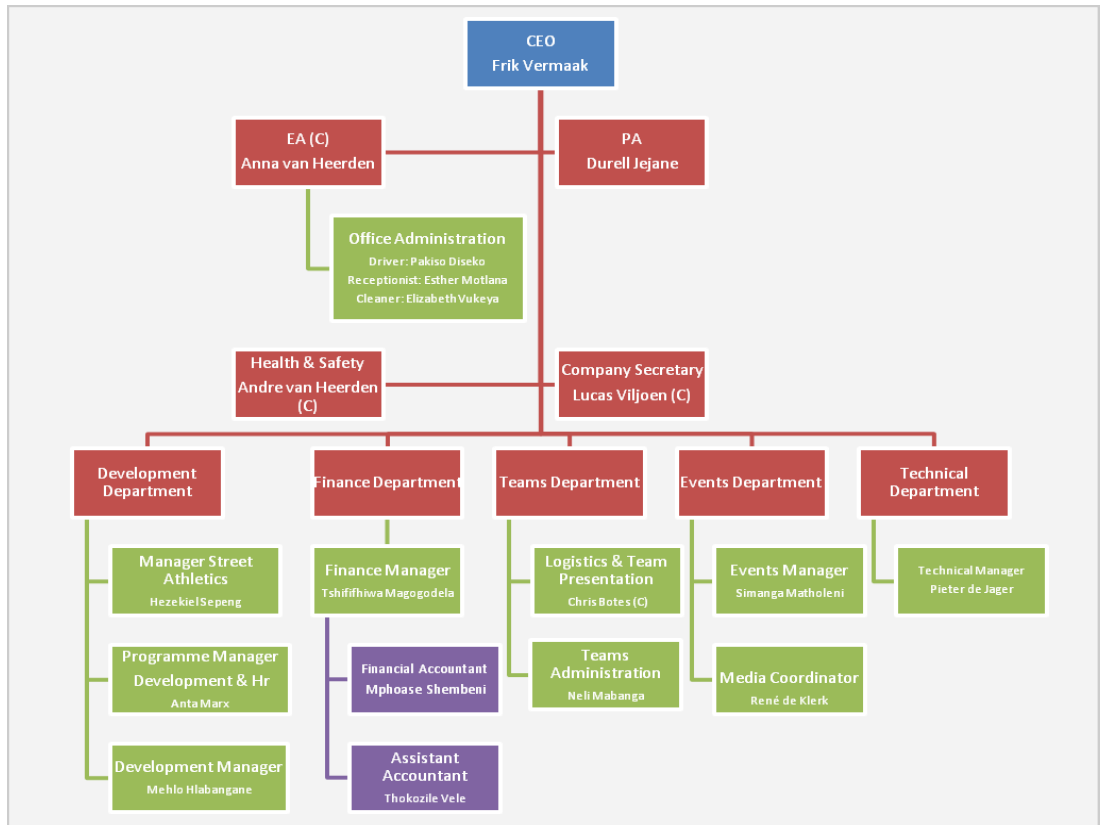 CEO
Frik Vermaak
EA (C)
Anna van Heerden
PA
Durell Jejane
Office Administration
Driver: Pakiso Diseko
Receptionist: Esther Motlana
Cleaner: Elizabeth Vukeya
Health & Safety
Andre van Heerden
(C)
Company Secretary
Lucas Viljoen (C)
Development
Department
Finance Department
Teams Department
Events Department
Technical
Department
Manager Street
Athletics
Hezekiel Sepeng
Finance Manager
Tshififhiwa Magogodela
Logistics & Team
Presentation
Chris Botes (C)
Events Manager
Simanga Matholeni
Technical Manager
Pieter de Jager
Programme Manager
Development & Hr
Anta Marx
Financial Accountant
Mphoase Shembeni
Teams
Administration
Neli Mabanga
Media Coordinator
René de Klerk
Development Manager
Mehlo Hlabangane
Assistant
Accountant
Thokozile Vele